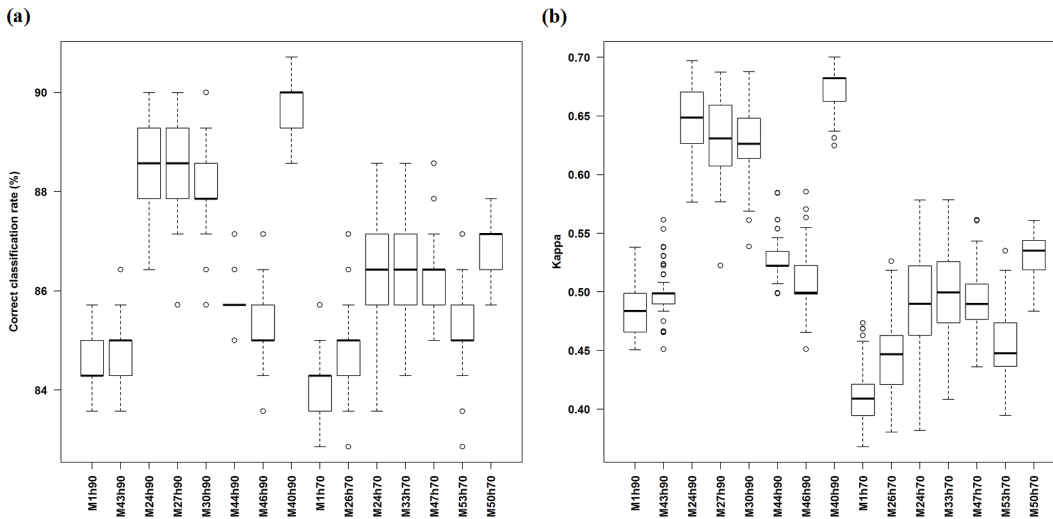 (a)
Correct classification rate (%)
90
88
86
84
M1h90
M43h90
M24h90
M27h90
M30h90
M44h90
M46h90
M40h90
M1h70
M26h70
M24h70
M33h70
M47h70
M53h70
M50h70
(b)
Kappa
0.70
0.65
0.60
0.55
0.50
0.45
0.40
M1h90
M43h90
M24h90
M27h90
M30h90
M44h90
M46h90
M40h90
M1h70
M26h70
M24h70
M33h70
M47h70
M53h70
M50h70